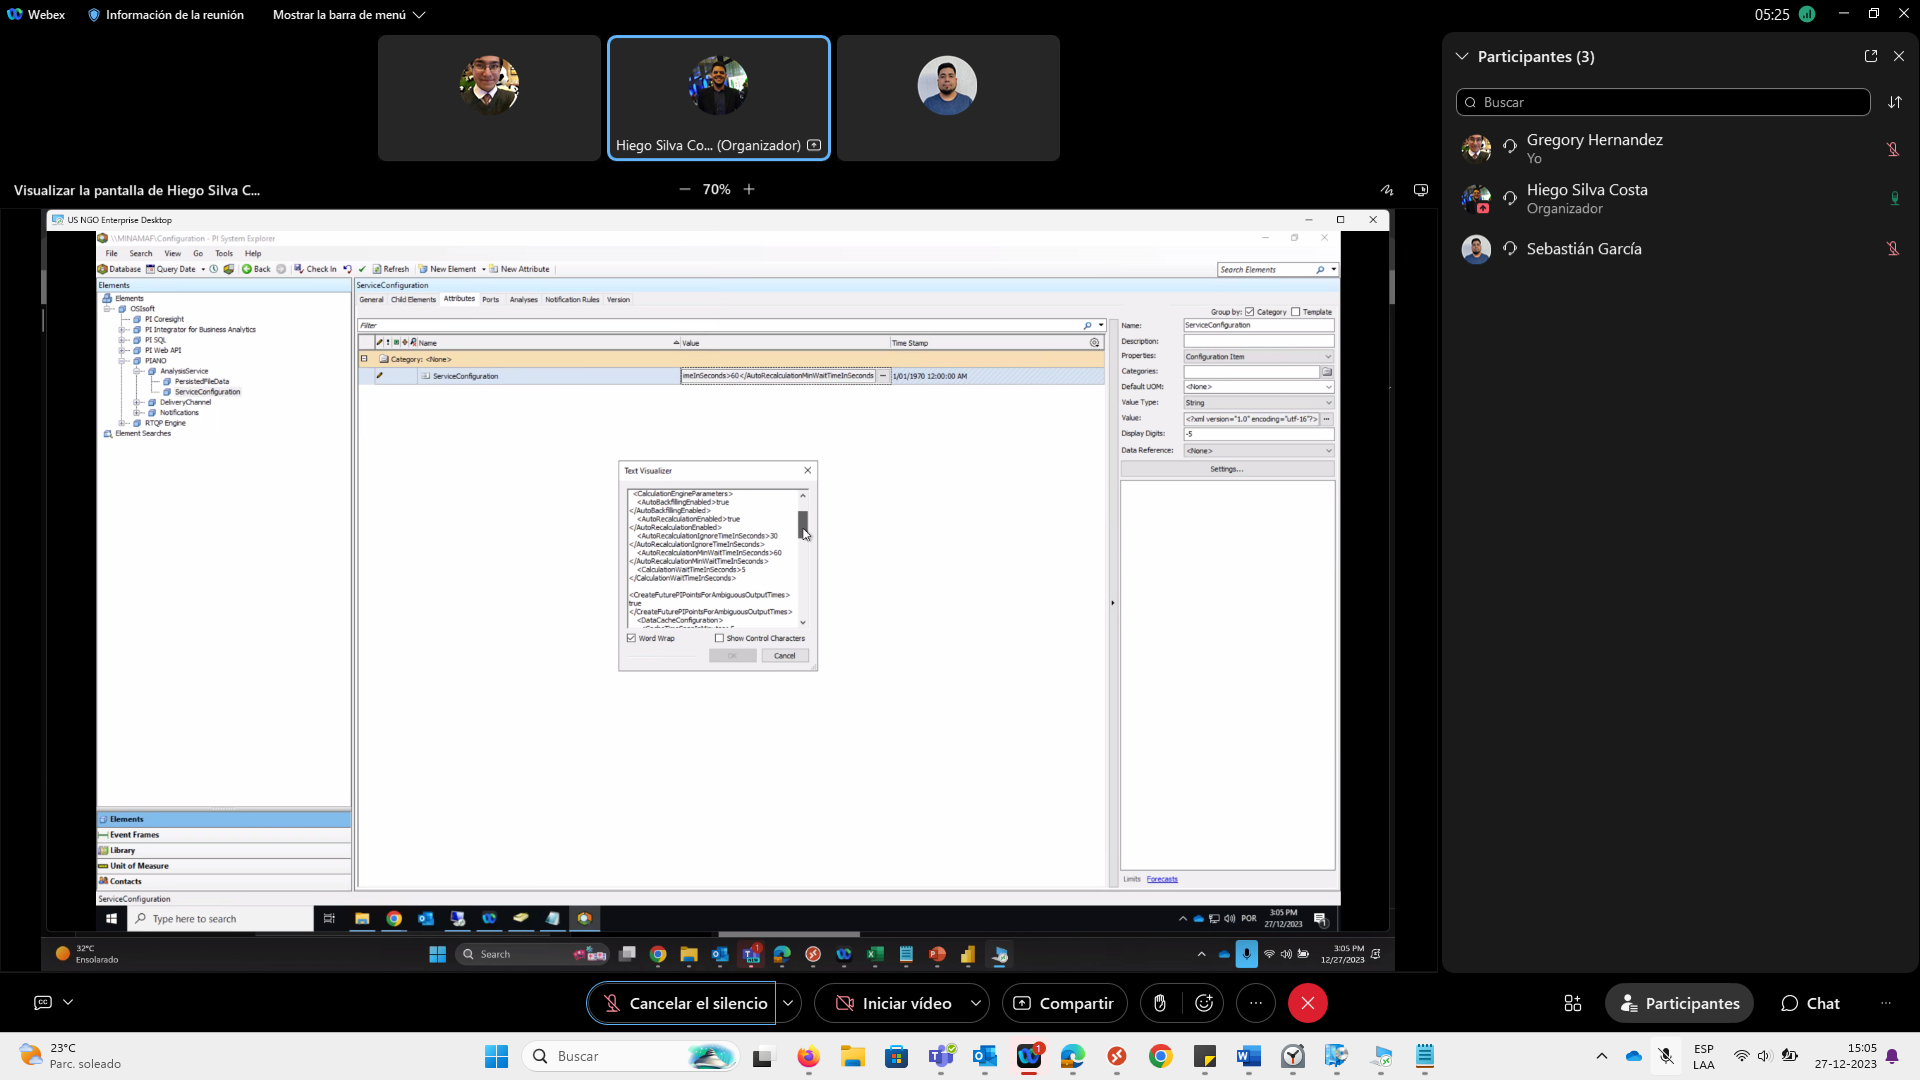 Webex
Información de la reunión
Mostrar la barra de menú
05:25
Hiego Silva Co... (Organizador)
Participantes (3)
Buscar
Gregory Hernandez
Yo
Hiego Silva Costa
Organizador
Sebastián García
Visualizar la pantalla de Hiego Silva C...
70%
US NGO Enterprise Desktop
\\MINAMAF\Configuration - PI System Explorer
File Search View Go Tools Help
Database Query Date Back Check In Refresh New Element New Attribute
Search Elements
Elements
Elements
OSIsoft
PI Coresight
PI Integrator for Business Analytics
PI SQL
PI Web API
PIANO
AnalysisService
PersistedFileData
ServiceConfiguration
DeliveryChannel
Notifications
RTQP Engine
Element Searches
ServiceConfiguration
General Child Elements Attributes Ports Analyses Notification Rules Version
Filter
Name Value Time Stamp
Category: <None>
ServiceConfiguration
imeInSeconds>60</AutoRecalculationMinWaitTimeInSeconds
1/01/1970 12:00:00 AM
Group by: Category Template
Name: ServiceConfiguration
Description:
Properties: Configuration Item
Categories:
Default UOM: <None>
Value Type: String
Value: <?xml version="1.0" encoding="utf-16"?>
Display Digits: -5
Data Reference: <None>
Settings...
Limits Forecasts
Text Visualizer
<CalculationEngineParameters>
<AutoBackfillingEnabled>true
</AutoBackfillingEnabled>
<AutoRecalculationEnabled>true
</AutoRecalculationEnabled>
<AutoRecalculationIgnoreTimeInSeconds>30
</AutoRecalculationIgnoreTimeInSeconds>
<AutoRecalculationMinWaitTimeInSeconds>60
</AutoRecalculationMinWaitTimeInSeconds>
<CalculationWaitTimeInSeconds>5
</CalculationWaitTimeInSeconds>
<CreateFuturePIPointsForAmbiguousOutputTimes>
true
</CreateFuturePIPointsForAmbiguousOutputTimes>
<DataCacheConfiguration>
Word Wrap
Show Control Characters
OK
Cancel
Elements
Event Frames
Library
Unit of Measure
Contacts
ServiceConfiguration
Type here to search
POR
3:05 PM
27/12/2023
32°C
Ensolarado
Search
3:05 PM
12/27/2023
Cancelar el silencio
Iniciar vídeo
Compartir
Participantes
Chat
23°C
Parc. soleado
Buscar
ESP
LAA
15:05
27-12-2023